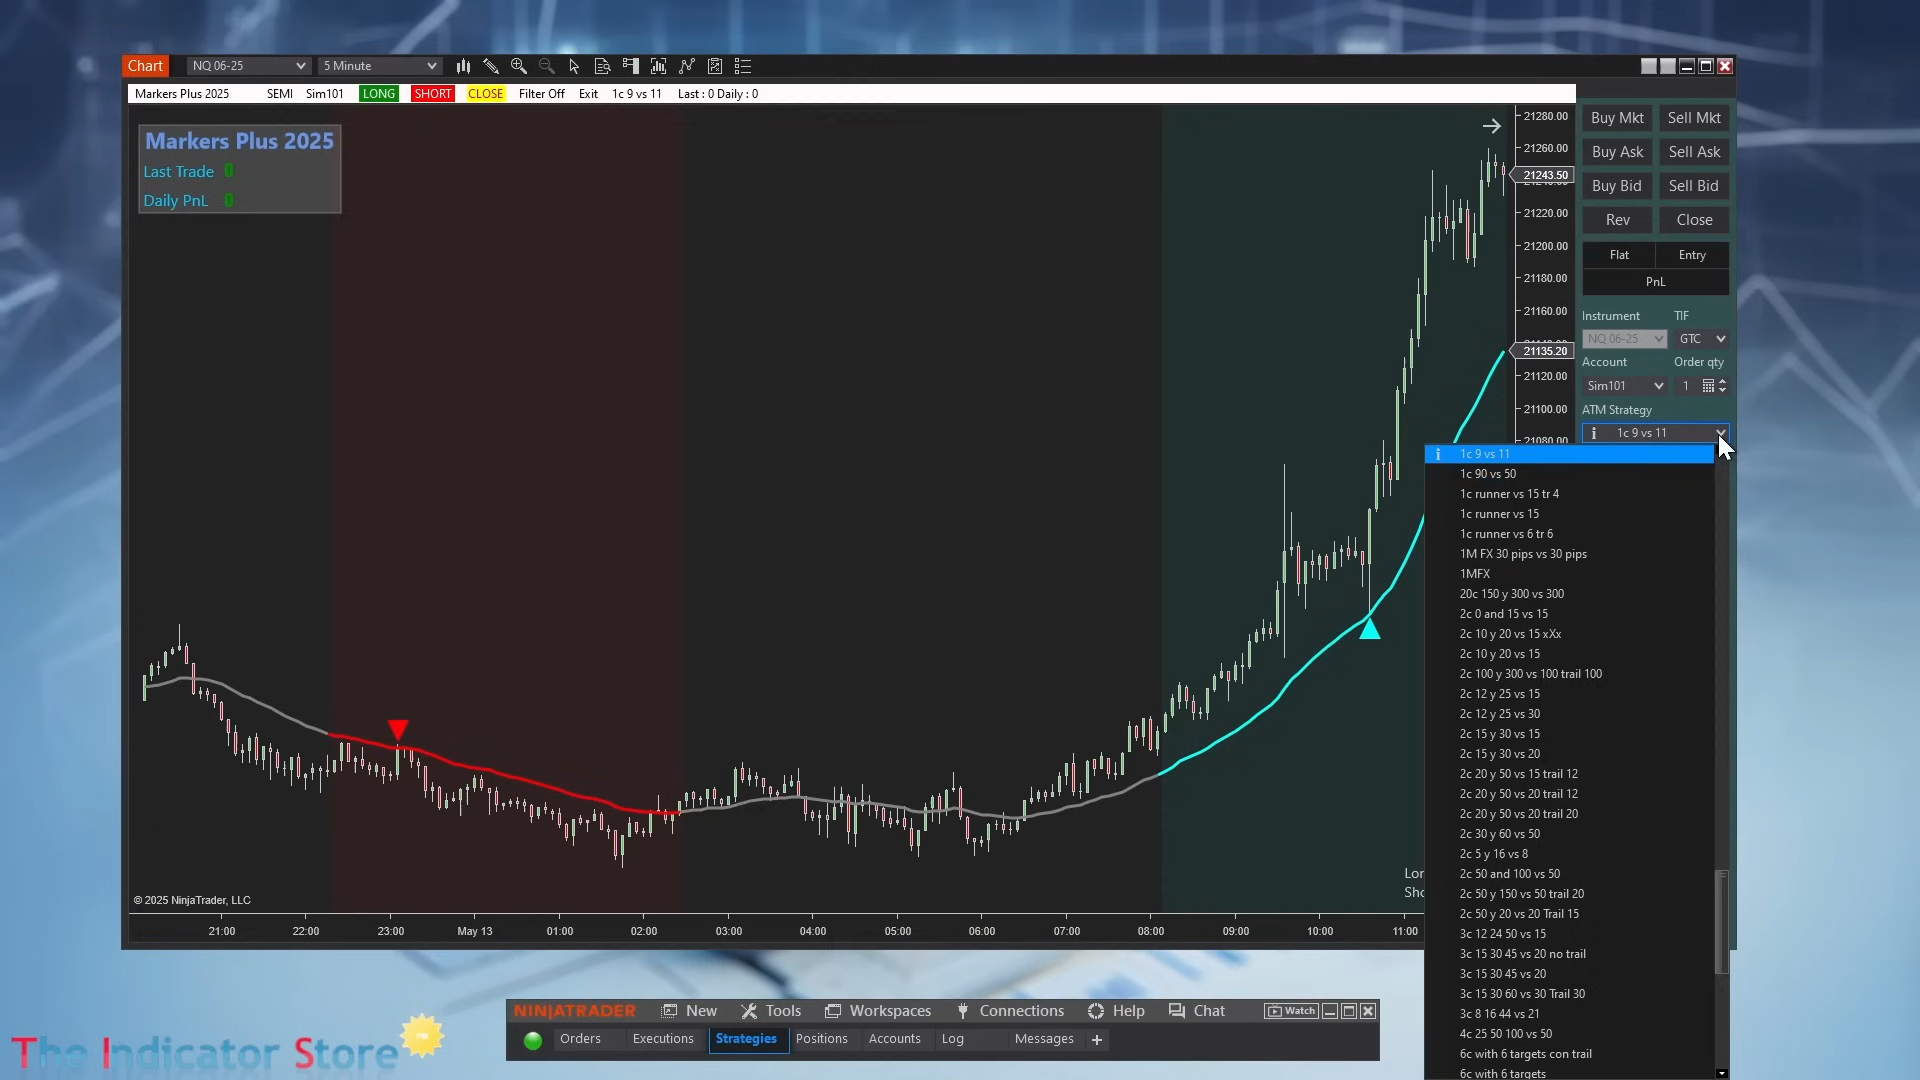 Chart NQ 06-25 5 Minute
Markers Plus 2025 SEMI Sim101 LONG SHORT CLOSE Filter Off Exit 1c 9 vs 11 Last : 0 Daily : 0
Markers Plus 2025
Last Trade 0
Daily PnL 0
21280.00
21260.00
21243.50
21220.00
21200.00
21180.00
21160.00
21135.20
21120.00
21100.00
21080.00
Buy Mkt Sell Mkt
Buy Ask Sell Ask
Buy Bid Sell Bid
Rev Close
Flat Entry
PnL
Instrument TIF
NQ 06-25 GTC
Account Order qty
Sim101 1
ATM Strategy
1c 9 vs 11
1c 9 vs 11
1c 90 vs 50
1c runner vs 15 tr 4
1c runner vs 15
1c runner vs 6 tr 6
1M FX 30 pips vs 30 pips
1MFX
20c 150 y 300 vs 300
2c 0 and 15 vs 15
2c 10 y 20 vs 15 xXx
2c 10 y 20 vs 15
2c 100 y 300 vs 100 trail 100
2c 12 y 25 vs 15
2c 12 y 25 vs 30
2c 15 y 30 vs 15
2c 15 y 30 vs 20
2c 20 y 50 vs 15 trail 12
2c 20 y 50 vs 20 trail 12
2c 20 y 50 vs 20 trail 20
2c 30 y 60 vs 50
2c 5 y 16 vs 8
2c 50 and 100 vs 50
2c 50 y 150 vs 50 trail 20
2c 50 y 20 vs 20 Trail 15
3c 12 24 50 vs 15
3c 15 30 45 vs 20 no trail
3c 15 30 45 vs 20
3c 15 30 60 vs 30 Trail 30
3c 8 16 44 vs 21
4c 25 50 100 vs 50
6c with 6 targets con trail
6c with 6 targets
Lor
Sho
© 2025 NinjaTrader, LLC
21:00 22:00 23:00 May 13 01:00 02:00 03:00 04:00 05:00 06:00 07:00 08:00 09:00 10:00 11:00
NINJATRADER New Tools Workspaces Connections Help Chat Watch
Orders Executions Strategies Positions Accounts Log Messages +
The Indicator Store